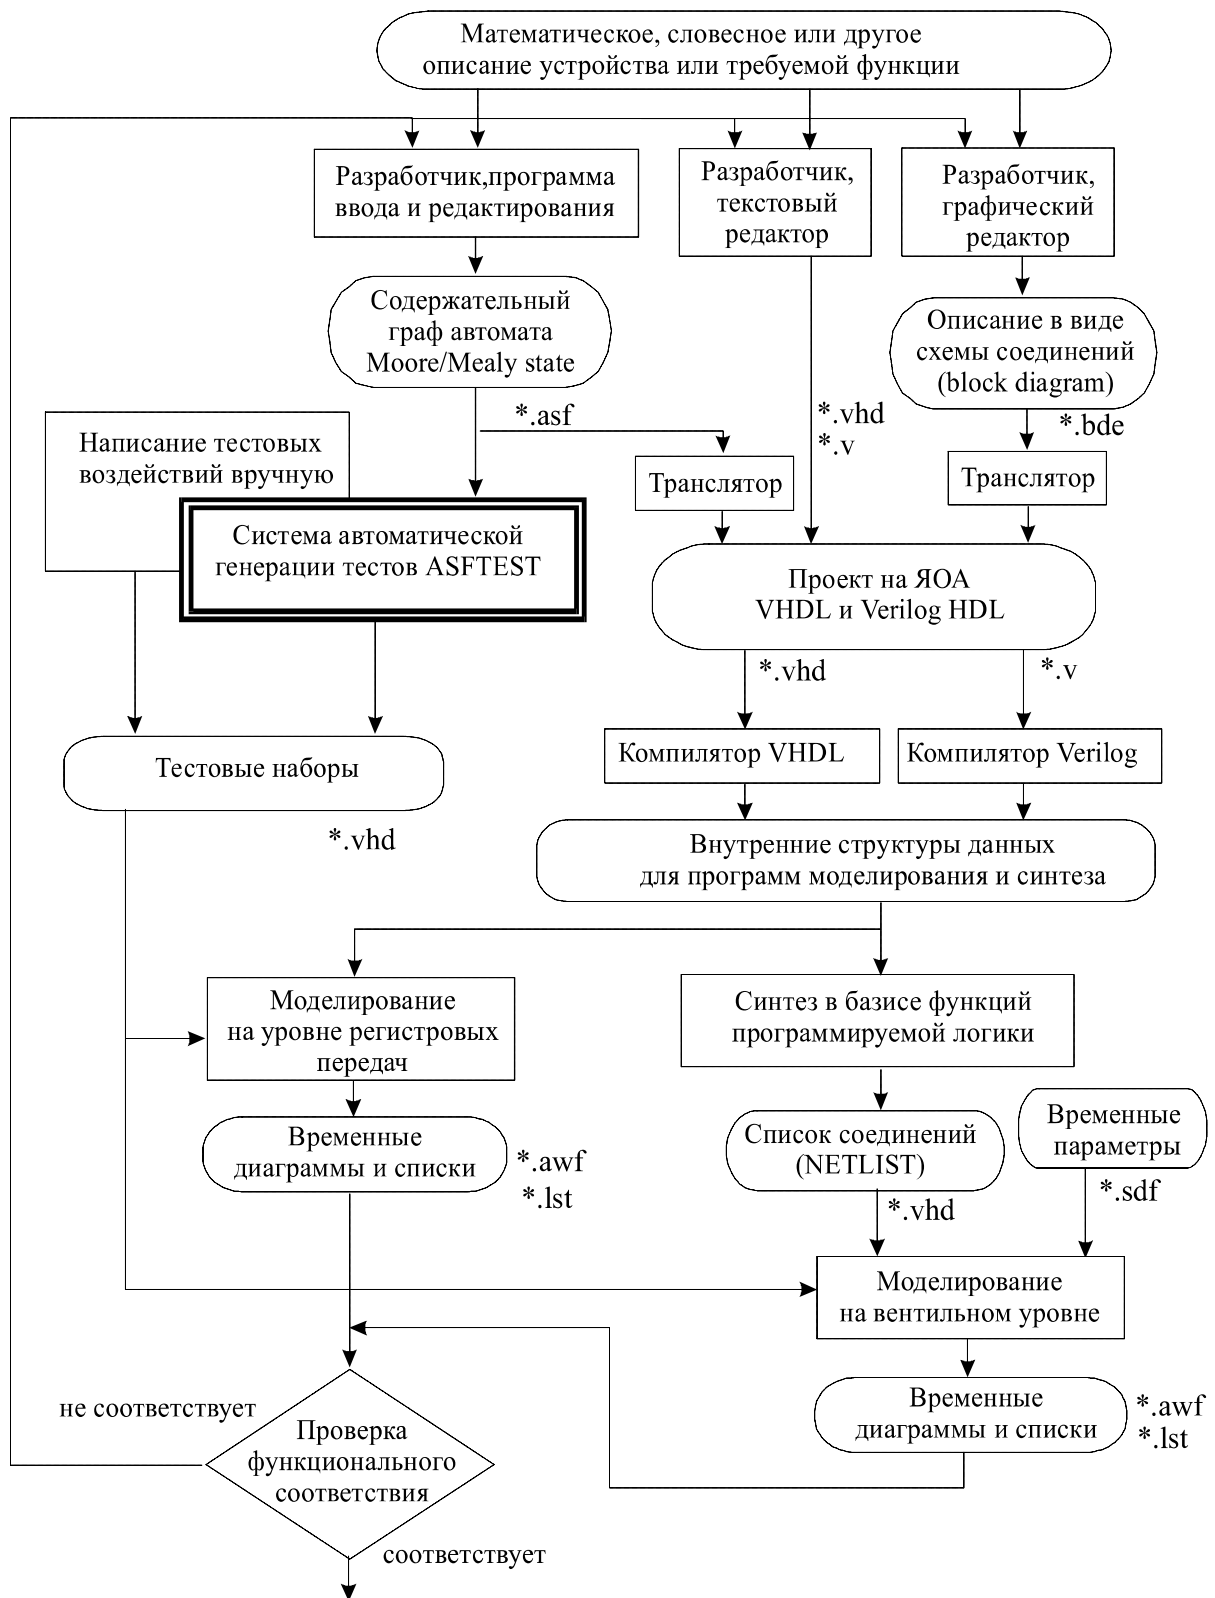 Математическое, словесное или другое
описание устройства или требуемой функции
Разработчик,программа
ввода и редактирования
Разработчик,
текстовый
редактор
Разработчик,
графический
редактор
Содержательный
граф автомата
Moore/Mealy state
Описание в виде
схемы соединений
(block diagram)
*.asf
*.vhd
*.v
*.bde
Написание тестовых
воздействий вручную
Транслятор
Транслятор
Система автоматической
генерации тестов ASFTEST
Проект на ЯОА
VHDL и Verilog HDL
*.vhd
*.v
Тестовые наборы
Компилятор VHDL
Компилятор Verilog
*.vhd
Внутренние структуры данных
для программ моделирования и синтеза
Моделирование
на уровне регистровых
передач
Синтез в базисе функций
программируемой логики
Временные
диаграммы и списки
*.awf
*.lst
Список соединений
(NETLIST)
Временные
параметры
*.vhd
*.sdf
Моделирование
на вентильном уровне
Временные
диаграммы и списки
*.awf
*.lst
не соответствует
Проверка
функционального
соответствия
соответствует